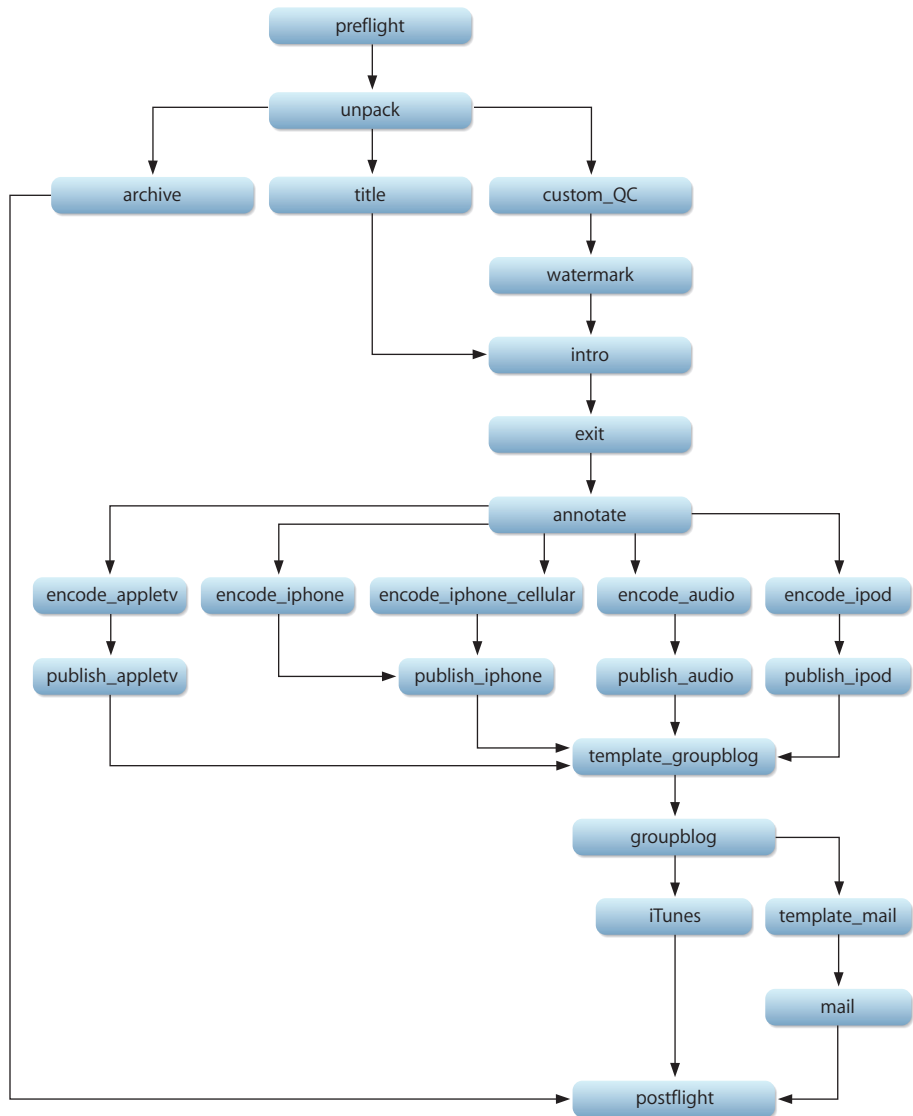 preflight
unpack
archive
title
custom_QC
watermark
intro
exit
annotate
encode_appletv
encode_iphone
encode_iphone_cellular
encode_audio
encode_ipod
publish_appletv
publish_iphone
publish_audio
publish_ipod
template_groupblog
groupblog
iTunes
template_mail
mail
postflight